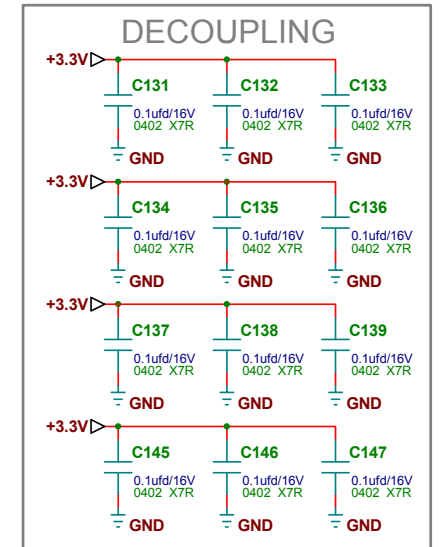 DECOUPLING
+3.3V
C131 C132 C133
0.1ufd/16V 0.1ufd/16V 0.1ufd/16V
0402 X7R 0402 X7R 0402 X7R
GND GND GND
+3.3V
C134 C135 C136
0.1ufd/16V 0.1ufd/16V 0.1ufd/16V
0402 X7R 0402 X7R 0402 X7R
GND GND GND
+3.3V
C137 C138 C139
0.1ufd/16V 0.1ufd/16V 0.1ufd/16V
0402 X7R 0402 X7R 0402 X7R
GND GND GND
+3.3V
C145 C146 C147
0.1ufd/16V 0.1ufd/16V 0.1ufd/16V
0402 X7R 0402 X7R 0402 X7R
GND GND GND